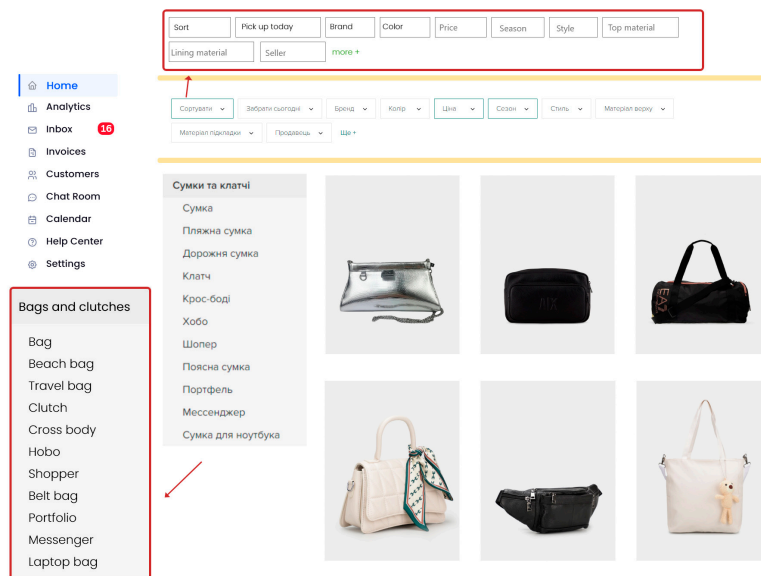 Sort Pick up today Brand Color Price Season Style Top material
Lining material Seller more +
Home
Analytics
Inbox 16
Invoices
Customers
Chat Room
Calendar
Help Center
Settings
Сортувати Забрати сьогодні Бренд Колір Ціна Сезон Стиль Матеріал верху
Матеріал підкладки Продавець Ще +
Сумки та клатчі
Сумка
Пляжна сумка
Дорожня сумка
Клатч
Крос-боді
Хобо
Шопер
Поясна сумка
Портфель
Мессенджер
Сумка для ноутбука
AIX
EA7
Bags and clutches
Bag
Beach bag
Travel bag
Clutch
Cross body
Hobo
Shopper
Belt bag
Portfolio
Messenger
Laptop bag